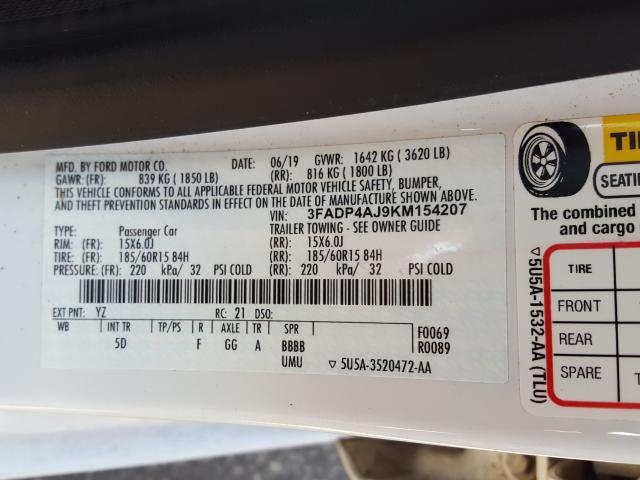 MFD. BY FORD MOTOR CO. DATE: 06/19 GVWR: 1642 KG ( 3620 LB)
GAWR: (FR): 839 KG ( 1850 LB) (RR): 816 KG ( 1800 LB)
THIS VEHICLE CONFORMS TO ALL APPLICABLE FEDERAL MOTOR VEHICLE SAFETY, BUMPER,
AND THEFT PREVENTION STANDARDS IN EFFECT ON THE DATE OF MANUFACTURE SHOWN ABOVE.
VIN: 3FADP4AJ9KM154207
TYPE: Passenger Car TRAILER TOWING - SEE OWNER GUIDE
RIM: (FR): 15X6.0J (RR): 15X6.0J
TIRE: (FR): 185/60R15 84H (RR): 185/60R15 84H
PRESSURE: (FR): 220 kPa/ 32 PSI COLD (RR): 220 kPa/ 32 PSI COLD
EXT PNT: YZ RC: 21 DSO:
WB INT TR TP/PS R AXLE TR SPR F0069
5D F GG A BBBB R0089
UMU ▽ 5U5A-3520472-AA
TI
SEATI
The combined
and cargo
TIRE
FRONT
REAR
SPARE T
▽ 5U5A-1532-AA (TLU)